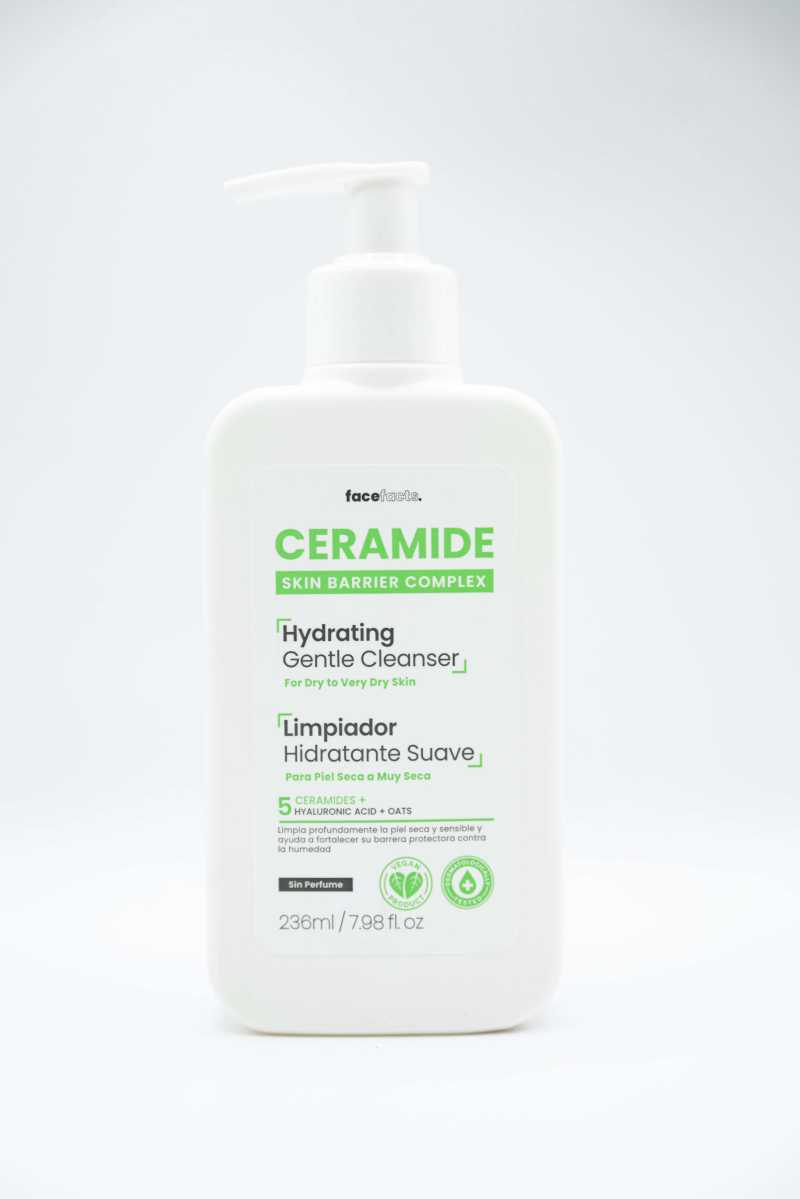 facefacts.
CERAMIDE
SKIN BARRIER COMPLEX
Hydrating
Gentle Cleanser
For Dry to Very Dry Skin
Limpiador
Hidratante Suave
Para Piel Seca a Muy Seca
5 CERAMIDES +
HYALURONIC ACID + OATS
Limpia profundamente la piel seca y sensible y
ayuda a fortalecer su barrera protectora contra
la humedad
Sin Perfume
VEGAN
PRODUCT
DERMATOLOGICALLY
TESTED
236ml / 7.98 fl. oz